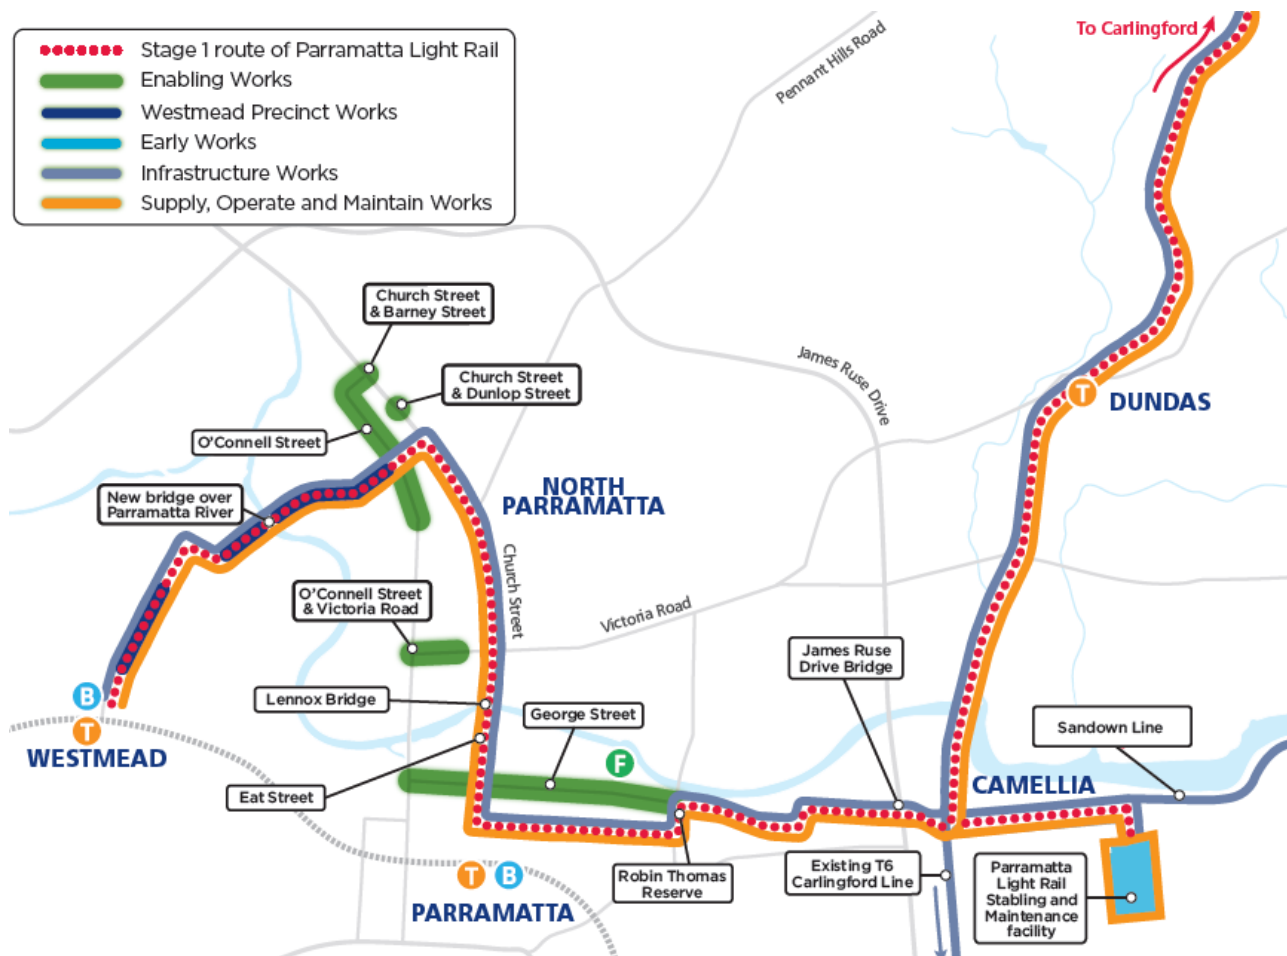 Stage 1 route of Parramatta Light Rail
Enabling Works
Westmead Precinct Works
Early Works
Infrastructure Works
Supply, Operate and Maintain Works
To Carlingford
Pennant Hills Road
Church Street
& Barney Street
Church Street
& Dunlop Street
James Ruse Drive
DUNDAS
T
O'Connell Street
New bridge over
Parramatta River
NORTH
PARRAMATTA
Church Street
O'Connell Street
& Victoria Road
Victoria Road
James Ruse
Drive Bridge
B
T
WESTMEAD
Lennox Bridge
George Street
Sandown Line
F
Eat Street
CAMELLIA
T
B
PARRAMATTA
Robin Thomas
Reserve
Existing T6
Carlingford Line
Parramatta
Light Rail
Stabling and
Maintenance
facility